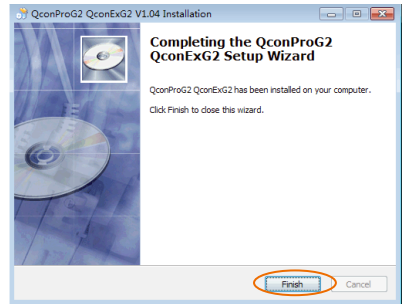 QconProG2 QconExG2 V1.04 Installation
Completing the QconProG2
QconExG2 Setup Wizard
QconProG2 QconExG2 has been installed on your computer.
Click Finish to close this wizard.
Finish
Cancel